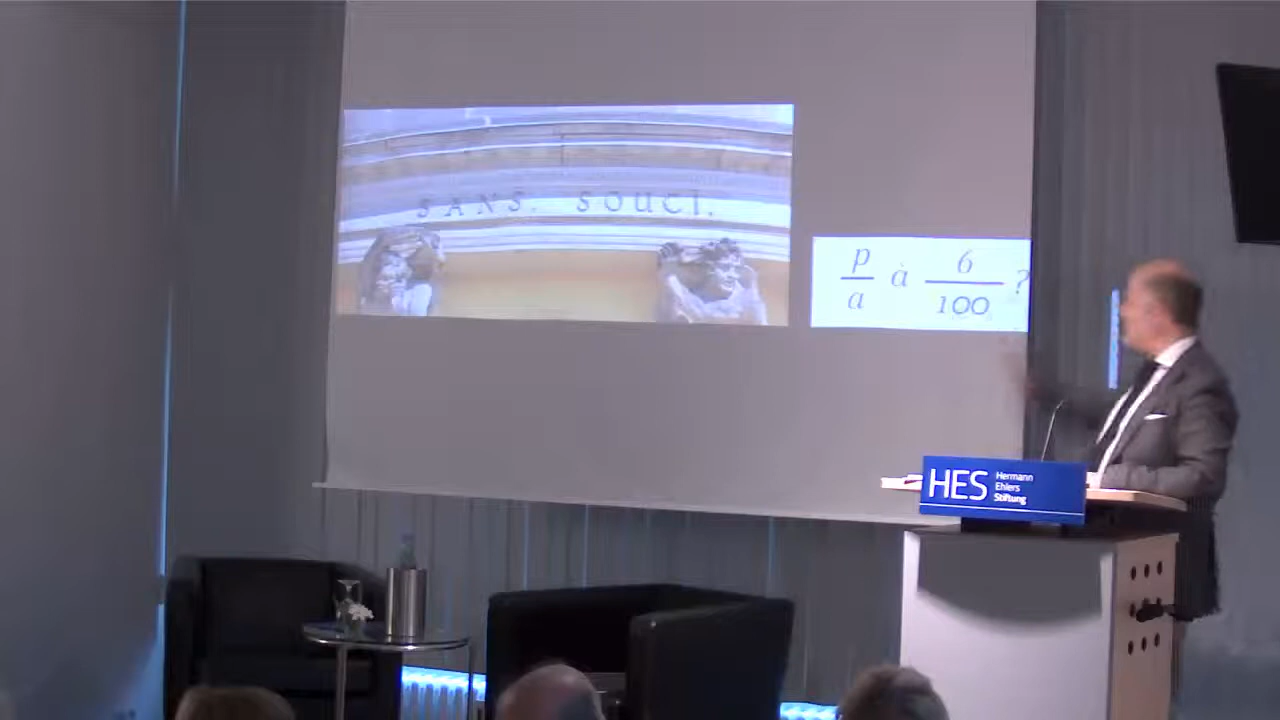 SANS. SOUCI.
p
a
à
6
100
?
HES
Hermann
Ehlers
Stiftung